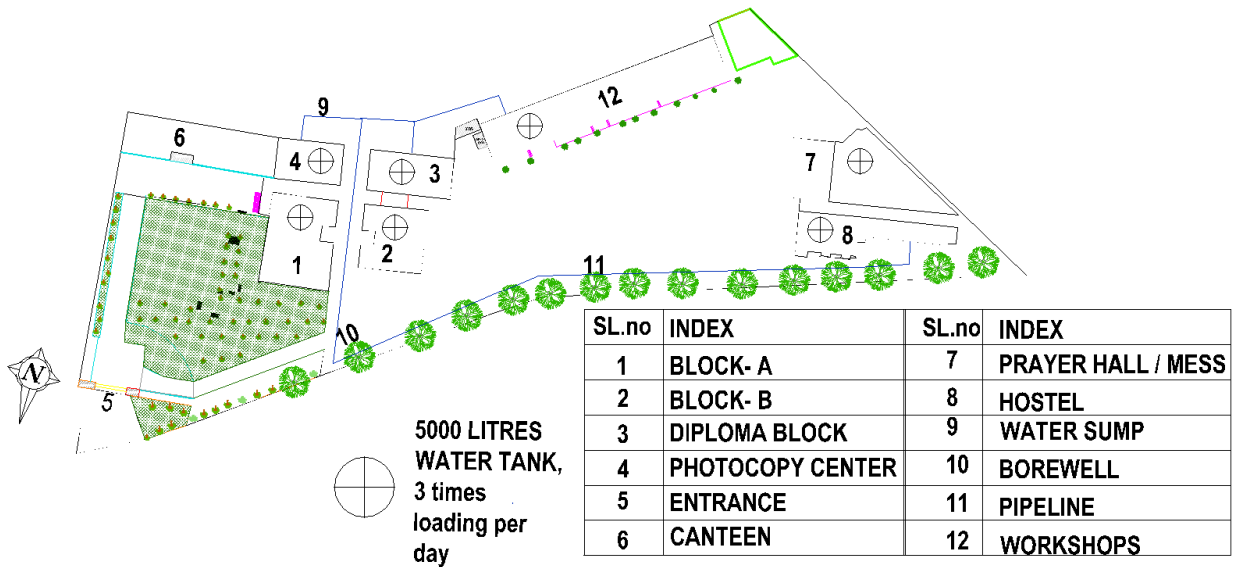 9
12
6
4
3
7
1
2
8
11
10
N
5
5000 LITRES
WATER TANK,
3 times
loading per
day
SL.no INDEX SL.no INDEX
1 BLOCK- A 7 PRAYER HALL / MESS
2 BLOCK- B 8 HOSTEL
3 DIPLOMA BLOCK 9 WATER SUMP
4 PHOTOCOPY CENTER 10 BOREWELL
5 ENTRANCE 11 PIPELINE
6 CANTEEN 12 WORKSHOPS